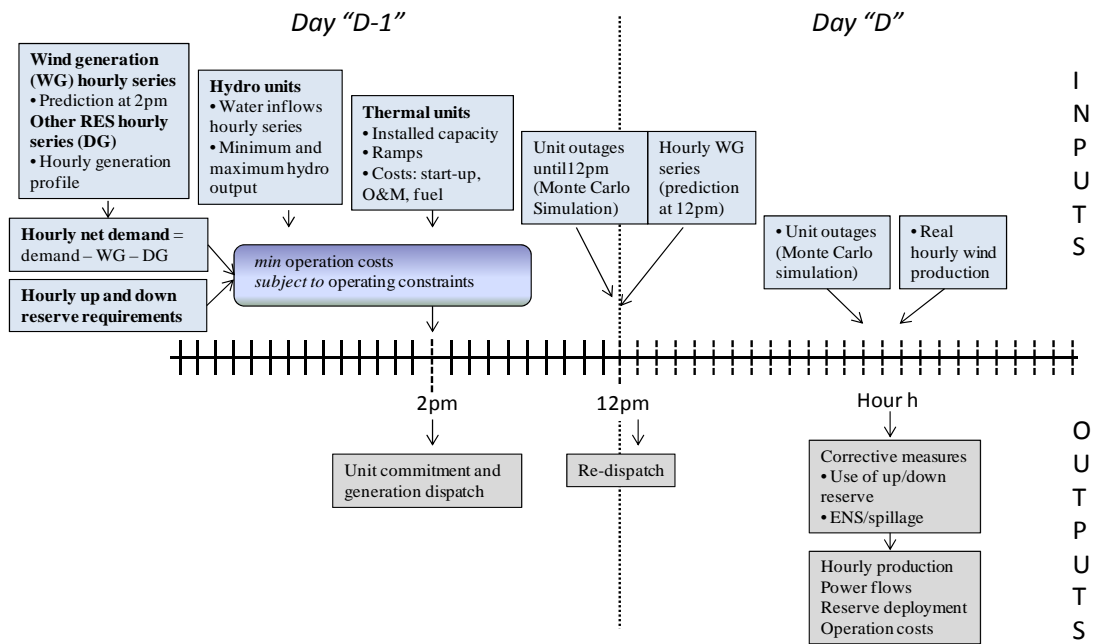 Day “D-1”
Day “D”
Wind generation
(WG) hourly series
• Prediction at 2pm
Other RES hourly
series (DG)
• Hourly generation
profile
Hydro units
• Water inflows
hourly series
• Minimum and
maximum hydro
output
Thermal units
• Installed capacity
• Ramps
• Costs: start-up,
O&M, fuel
Unit outages
until12pm
(Monte Carlo
Simulation)
Hourly WG
series
(prediction
at 12pm)
• Unit outages
(Monte Carlo
simulation)
• Real
hourly wind
production
I
N
P
U
T
S
Hourly net demand =
demand – WG – DG
Hourly up and down
reserve requirements
min operation costs
subject to operating constraints
2pm
12pm
Hour h
Unit commitment and
generation dispatch
Re-dispatch
Corrective measures
• Use of up/down
reserve
• ENS/spillage
Hourly production
Power flows
Reserve deployment
Operation costs
O
U
T
P
U
T
S